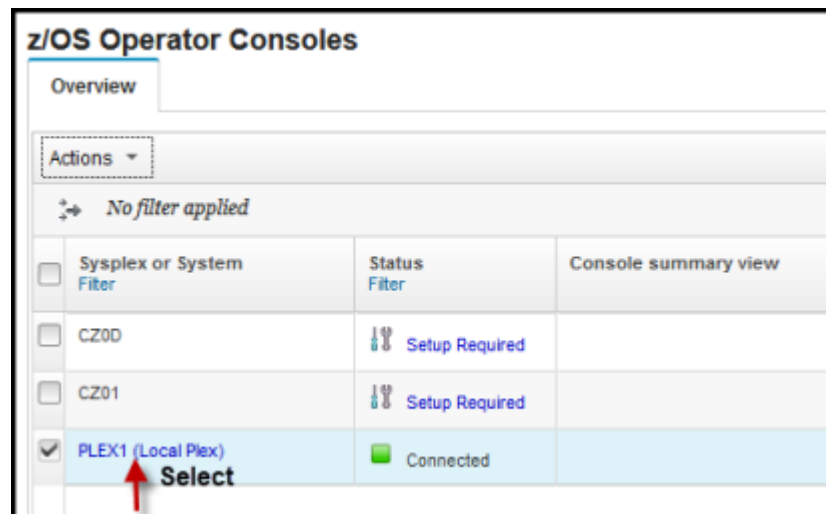 z/OS Operator Consoles
Overview
Actions
No filter applied
Sysplex or System Status Console summary view
Filter Filter
CZ0D Setup Required
CZ01 Setup Required
PLEX1 (Local Plex) Connected
Select